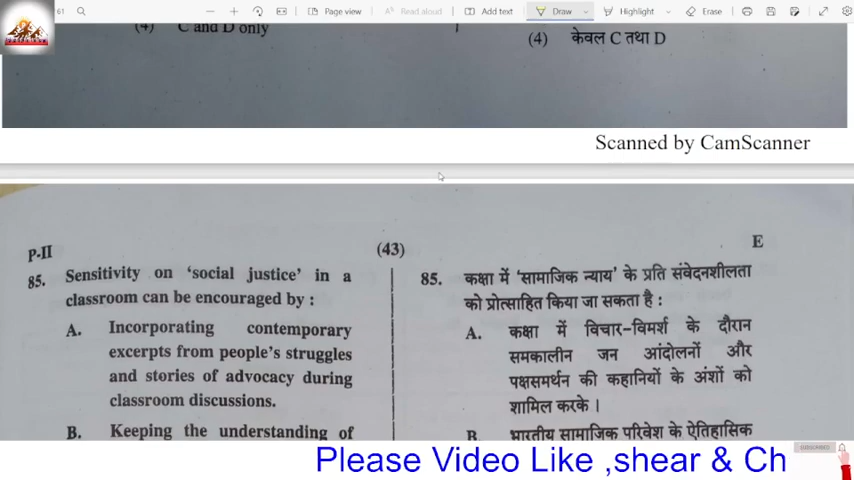 61
Page view
Read aloud
Add text
Draw
Highlight
Erase
(4) C and D only
(4) केवल C तथा D
Scanned by CamScanner
P-II
(43)
E
85. Sensitivity on ‘social justice’ in a
classroom can be encouraged by :
A. Incorporating contemporary
excerpts from people’s struggles
and stories of advocacy during
classroom discussions.
B. Keeping the understanding of
85. कक्षा में ‘सामाजिक न्याय’ के प्रति संवेदनशीलता
को प्रोत्साहित किया जा सकता है :
A. कक्षा में विचार-विमर्श के दौरान
समकालीन जन आंदोलनों और
पक्षसमर्थन की कहानियों के अंशों को
शामिल करके ।
B. भारतीय सामाजिक परिवेश के ऐतिहासिक
Please Video Like ,shear & Ch